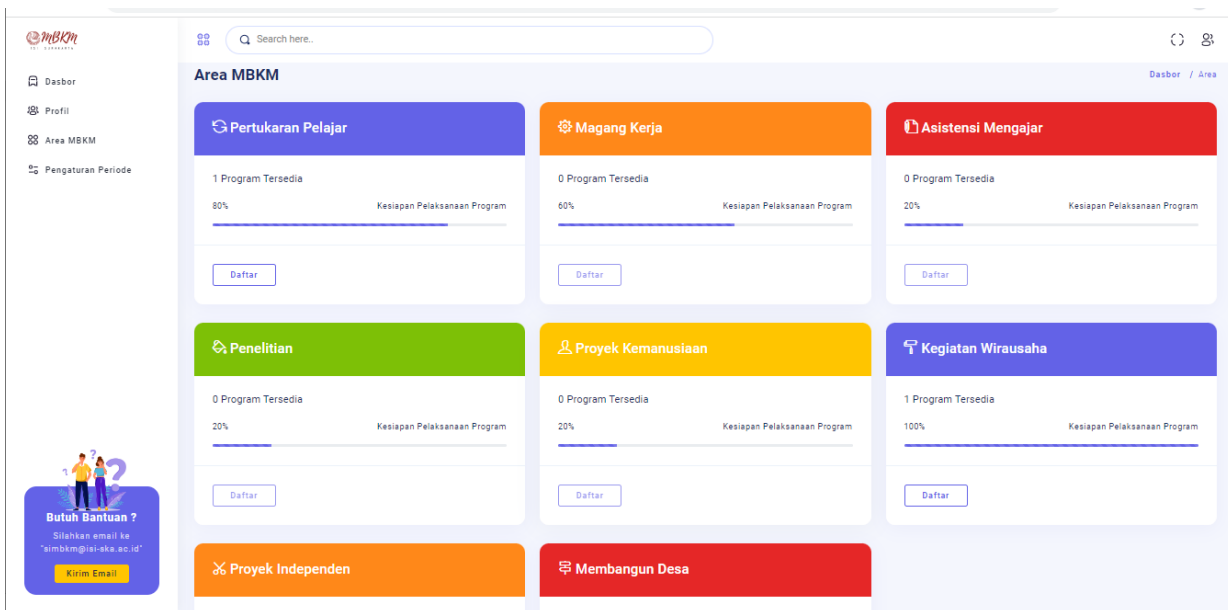 MBKM
ISI SURAKARTA
Search here..
Dasbor
Profil
Area MBKM
Pengaturan Periode
Butuh Bantuan ?
Silahkan email ke
"simbkm@isi-ska.ac.id"
Kirim Email
Area MBKM
Dasbor / Area
Pertukaran Pelajar
1 Program Tersedia
80% Kesiapan Pelaksanaan Program
Daftar
Magang Kerja
0 Program Tersedia
60% Kesiapan Pelaksanaan Program
Daftar
Asistensi Mengajar
0 Program Tersedia
20% Kesiapan Pelaksanaan Program
Daftar
Penelitian
0 Program Tersedia
20% Kesiapan Pelaksanaan Program
Daftar
Proyek Kemanusiaan
0 Program Tersedia
20% Kesiapan Pelaksanaan Program
Daftar
Kegiatan Wirausaha
1 Program Tersedia
100% Kesiapan Pelaksanaan Program
Daftar
Proyek Independen
Membangun Desa